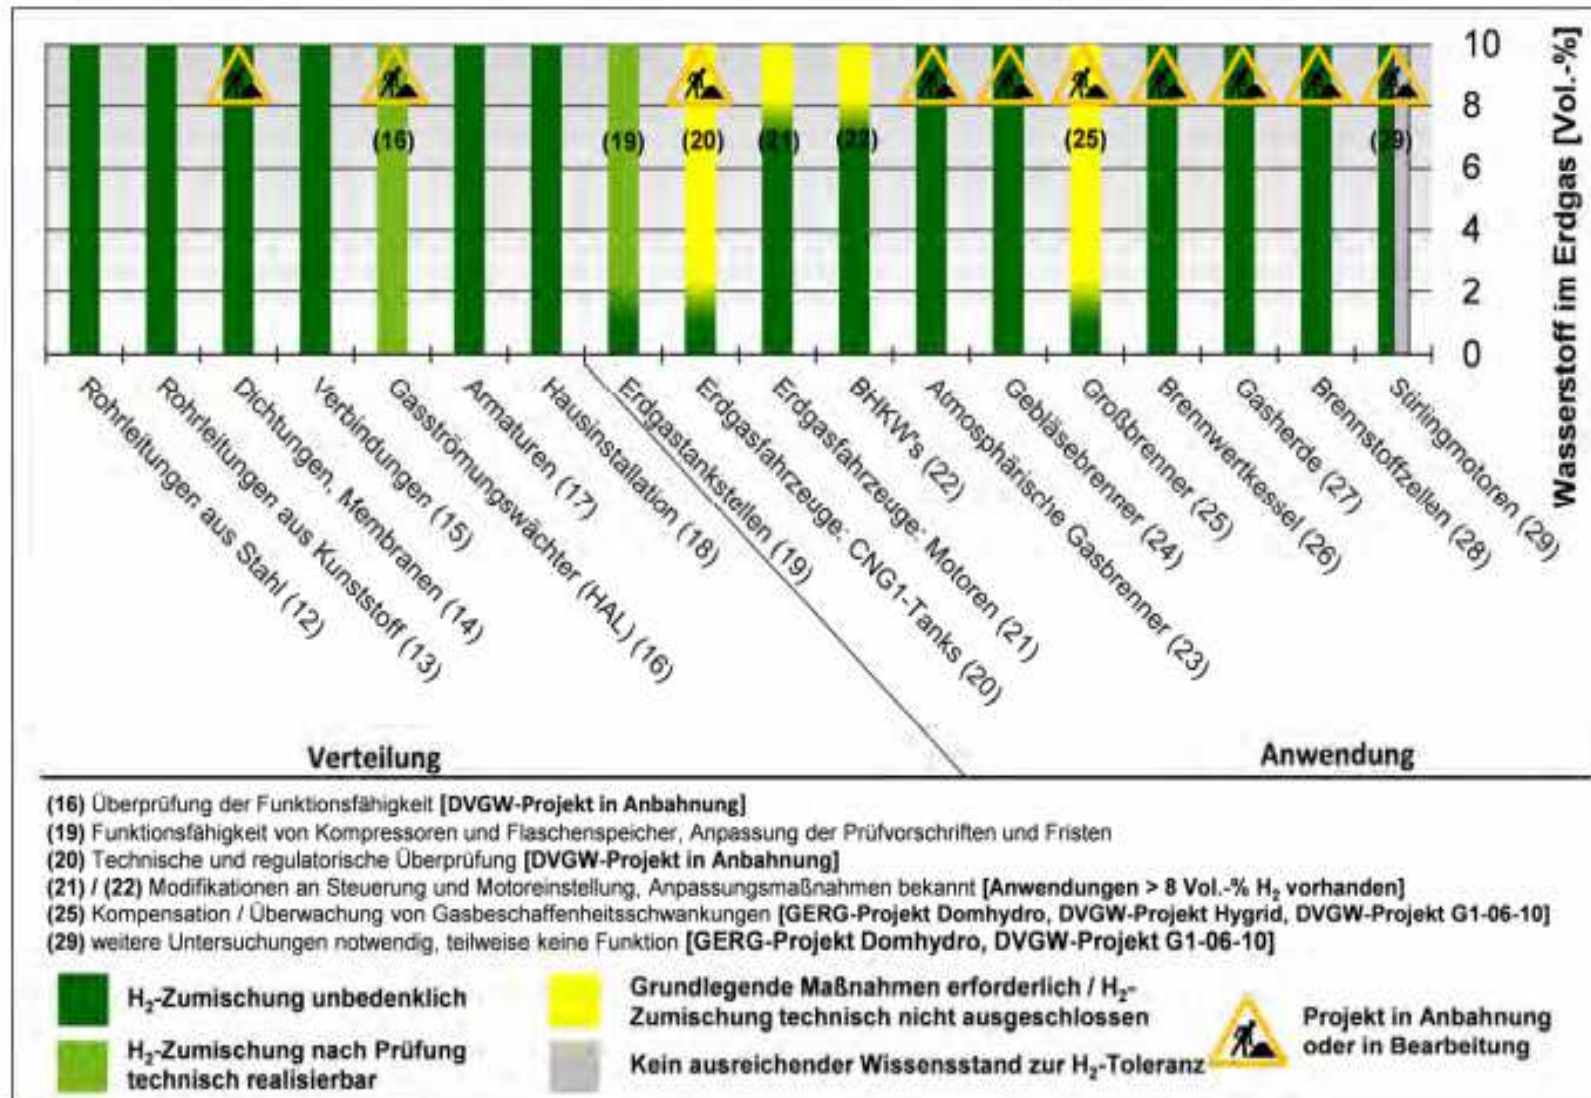 10
8
6
4
2
0
Wasserstoff im Erdgas [Vol.-%]
(16)
(19)
(20)
(21)
(22)
(25)
(29)
Rohrleitungen aus Stahl (12)
Rohrleitungen aus Kunststoff (13)
Dichtungen, Membranen (14)
Verbindungen (15)
Gasströmungswächter (HAL) (16)
Armaturen (17)
Hausinstallation (18)
Erdgastankstellen (19)
Erdgasfahrzeuge: CNG1-Tanks (20)
Erdgasfahrzeuge: Motoren (21)
BHKW's (22)
Atmosphärische Gasbrenner (23)
Gebläsebrenner (24)
Großbrenner (25)
Brennwertkessel (26)
Gasherde (27)
Brennstoffzellen (28)
Sürlingmotoren (29)
Verteilung
Anwendung
(16) Überprüfung der Funktionsfähigkeit [DVGW-Projekt in Anbahnung]
(19) Funktionsfähigkeit von Kompressoren und Flaschenspeicher, Anpassung der Prüfvorschriften und Fristen
(20) Technische und regulatorische Überprüfung [DVGW-Projekt in Anbahnung]
(21) / (22) Modifikationen an Steuerung und Motoreinstellung, Anpassungsmaßnahmen bekannt [Anwendungen > 8 Vol.-% H₂ vorhanden]
(25) Kompensation / Überwachung von Gasbeschaffenheitsschwankungen [GERG-Projekt Domhydro, DVGW-Projekt Hygrid, DVGW-Projekt G1-06-10]
(29) weitere Untersuchungen notwendig, teilweise keine Funktion [GERG-Projekt Domhydro, DVGW-Projekt G1-06-10]
H₂-Zumischung unbedenklich
H₂-Zumischung nach Prüfung
technisch realisierbar
Grundlegende Maßnahmen erforderlich / H₂-
Zumischung technisch nicht ausgeschlossen
Kein ausreichender Wissensstand zur H₂-Toleranz
Projekt in Anbahnung
oder in Bearbeitung